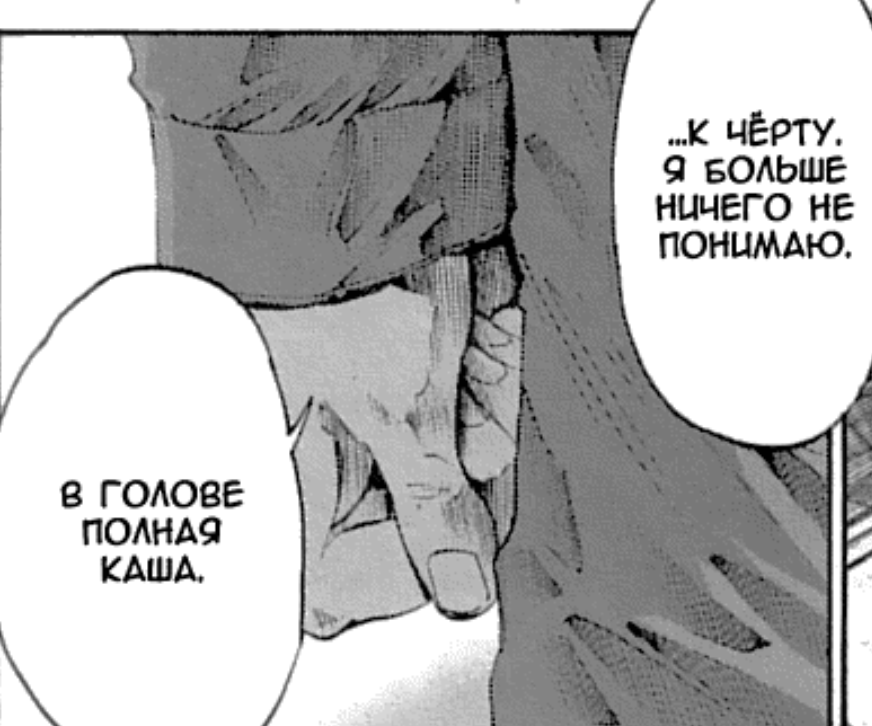 ...К ЧЁРТУ.
Я БОЛЬШЕ
НИЧЕГО НЕ
ПОНИМАЮ.
В ГОЛОВЕ
ПОЛНАЯ
КАША.